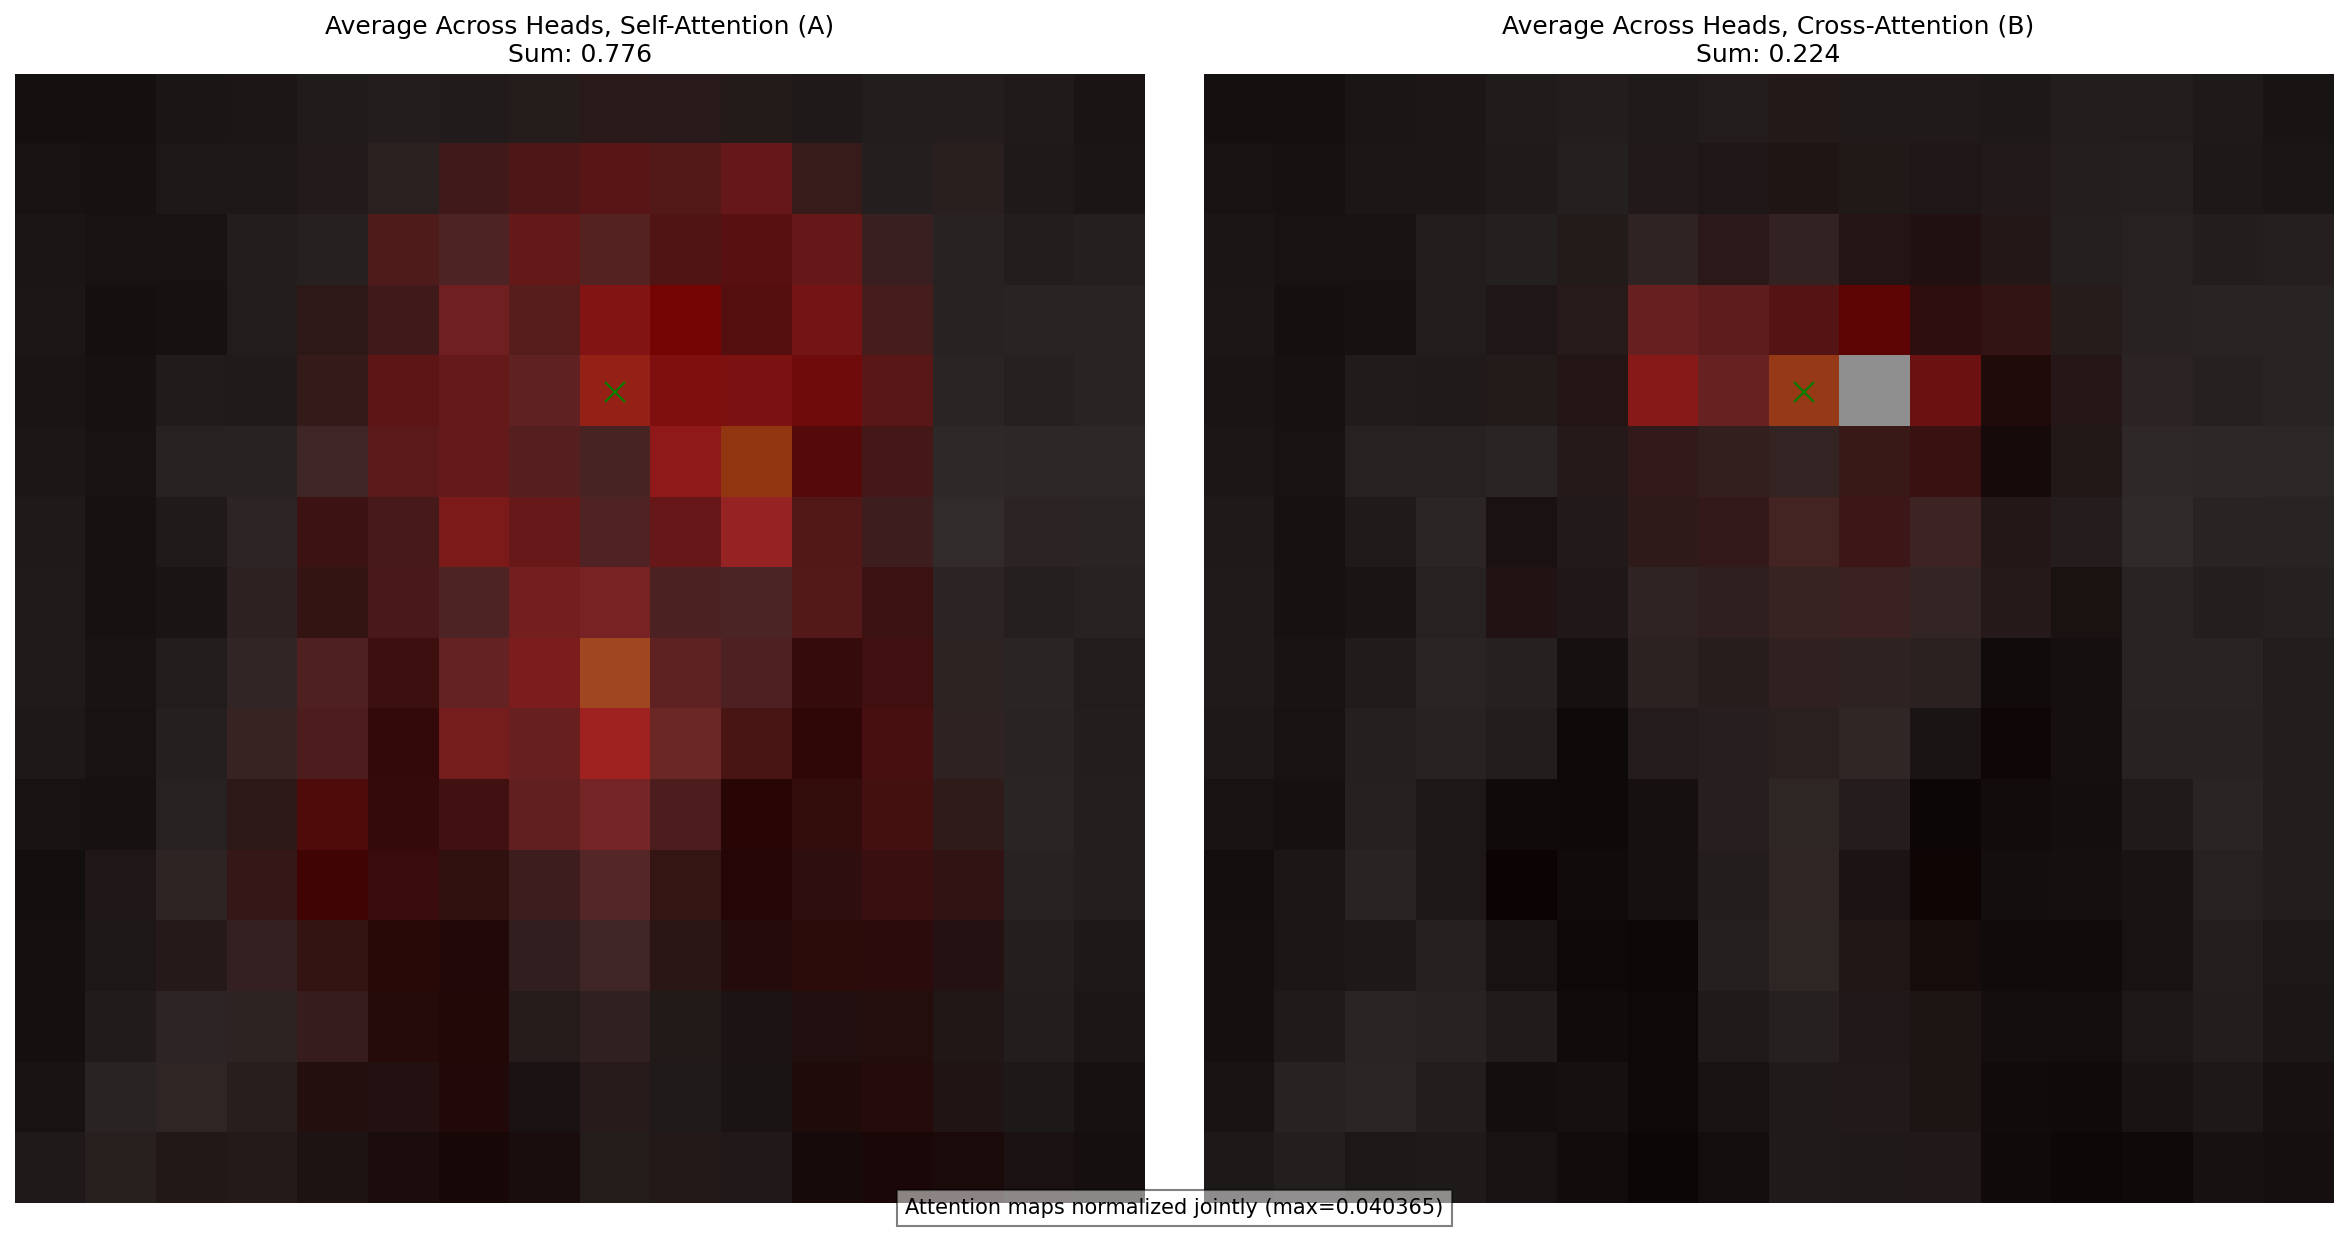 Average Across Heads, Self-Attention (A)
Sum: 0.776
Average Across Heads, Cross-Attention (B)
Sum: 0.224
Attention maps normalized jointly (max=0.040365)